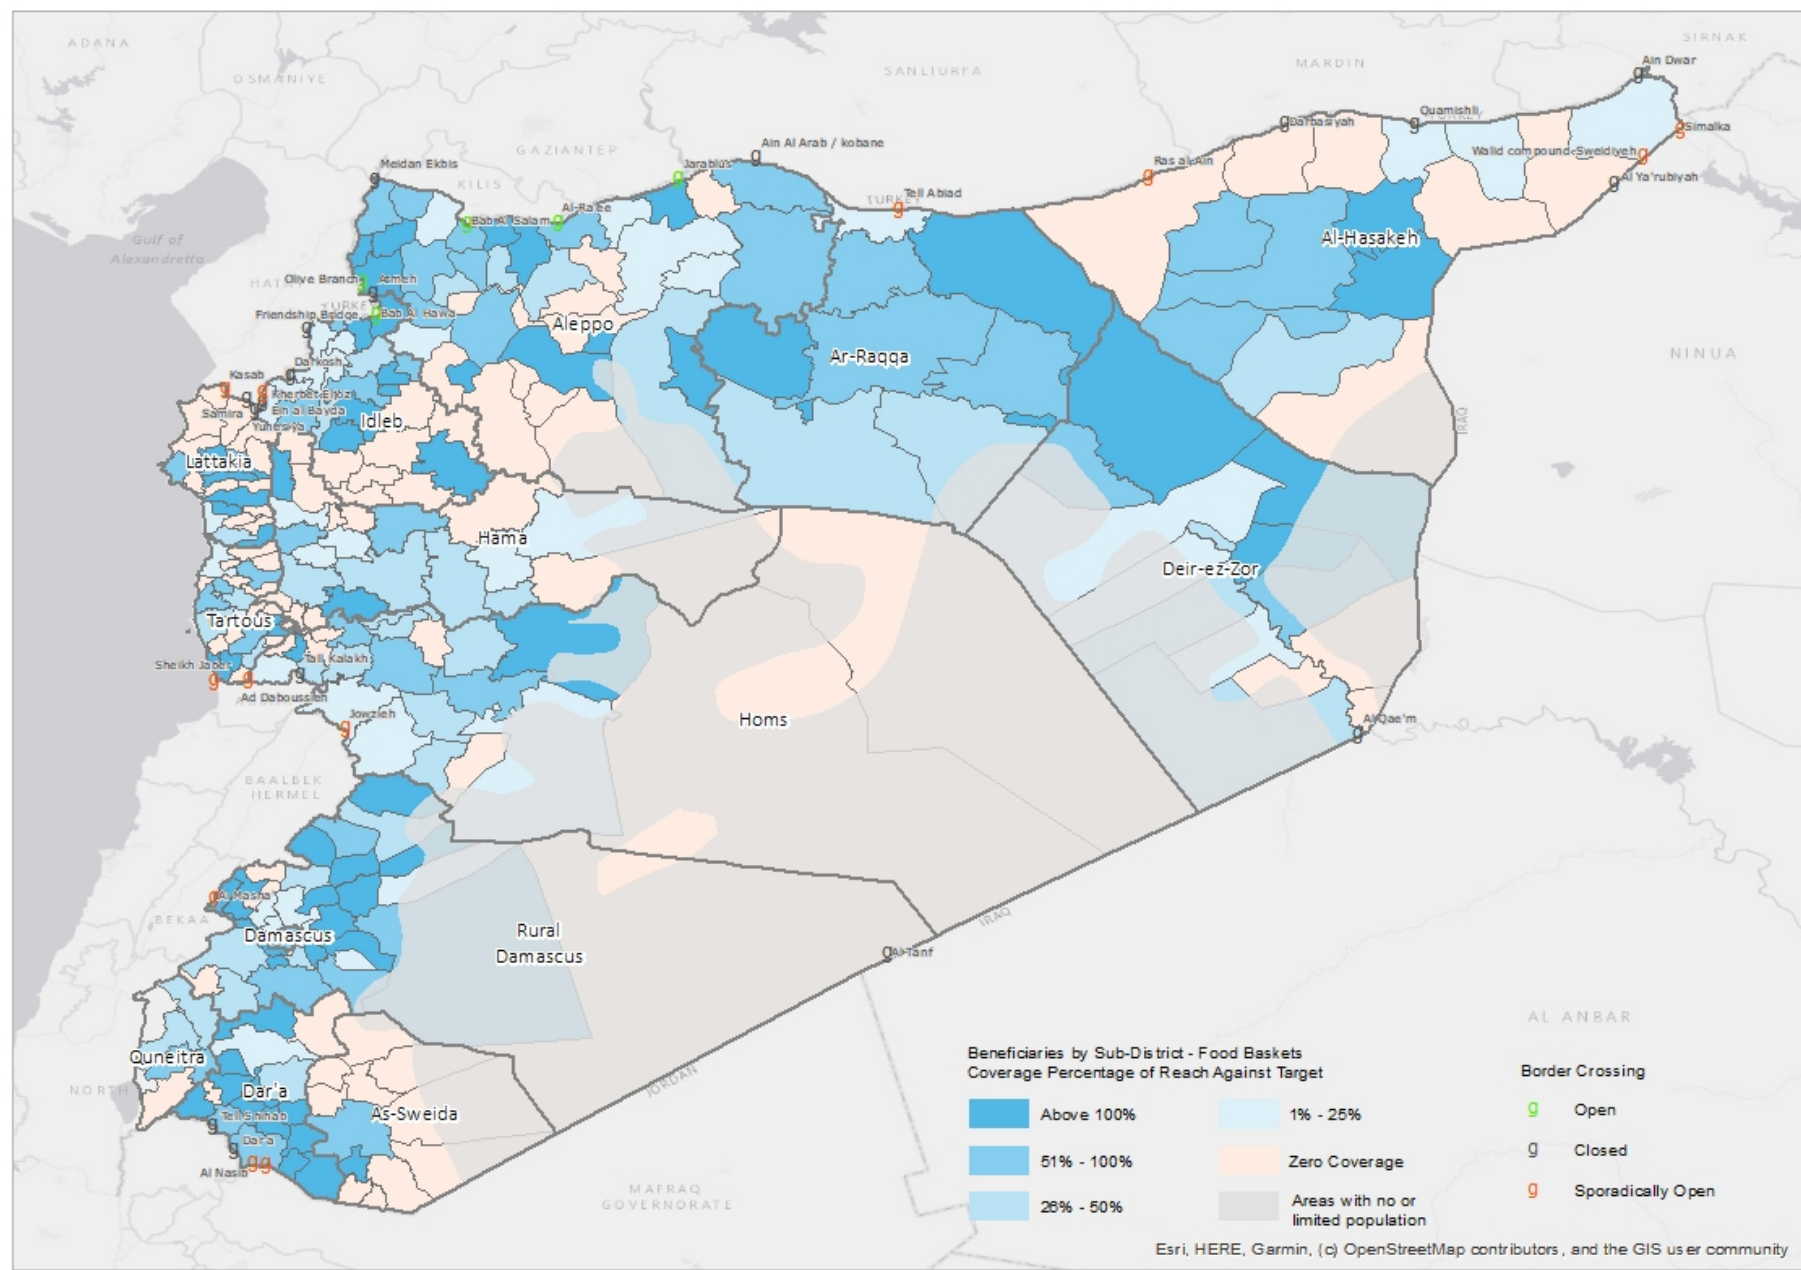 ADANA
OSMANIYE
SANLIURFA
MARDIN
SIRNAK
Ain Dwar
Quamishli
Darbasiyah
TURKEY
Simalka
Walid compound-Sweidiyeh
Al Ya'rubiyah
Ras al-Ain
Ain Al Arab / kobane
GAZIANTEP
Meidan Ekbis
KILIS
Jarablus
Tell Abiad
TURKEY
Bab Al Salam
Al-Ra'ee
Gulf of
Alexandretta
Al-Hasakeh
Olive Branch
Atmeh
TURKEY
Friendship Bridge
Bab Al Hawa
Aleppo
Ar-Raqqa
NINUA
Darkosh
Kasab
Kherbet Eljoz
Samira
Ein al Bayda
Yunesiya
Idleb
IRAQ
Lattakia
Hama
Deir-ez-Zor
Tartous
Sheikh Jaber
Tall Kalakh
Ad Daboussieh
Jowzieh
Homs
Al-Qae'm
BAALBEK
HERMEL
Al Masna'
BEKAA
Damascus
Rural
Damascus
IRAQ
Al-Tanf
AL ANBAR
Quneitra
JORDAN
NORTH
Dar'a
As-Sweida
Tell Shihab
Dar'a
Al Nasib
MAFRAQ
GOVERNORATE
Beneficiaries by Sub-District - Food Baskets
Coverage Percentage of Reach Against Target
Above 100%
51% - 100%
26% - 50%
1% - 25%
Zero Coverage
Areas with no or
limited population
Border Crossing
g Open
g Closed
g Sporadically Open
Esri, HERE, Garmin, (c) OpenStreetMap contributors, and the GIS user community